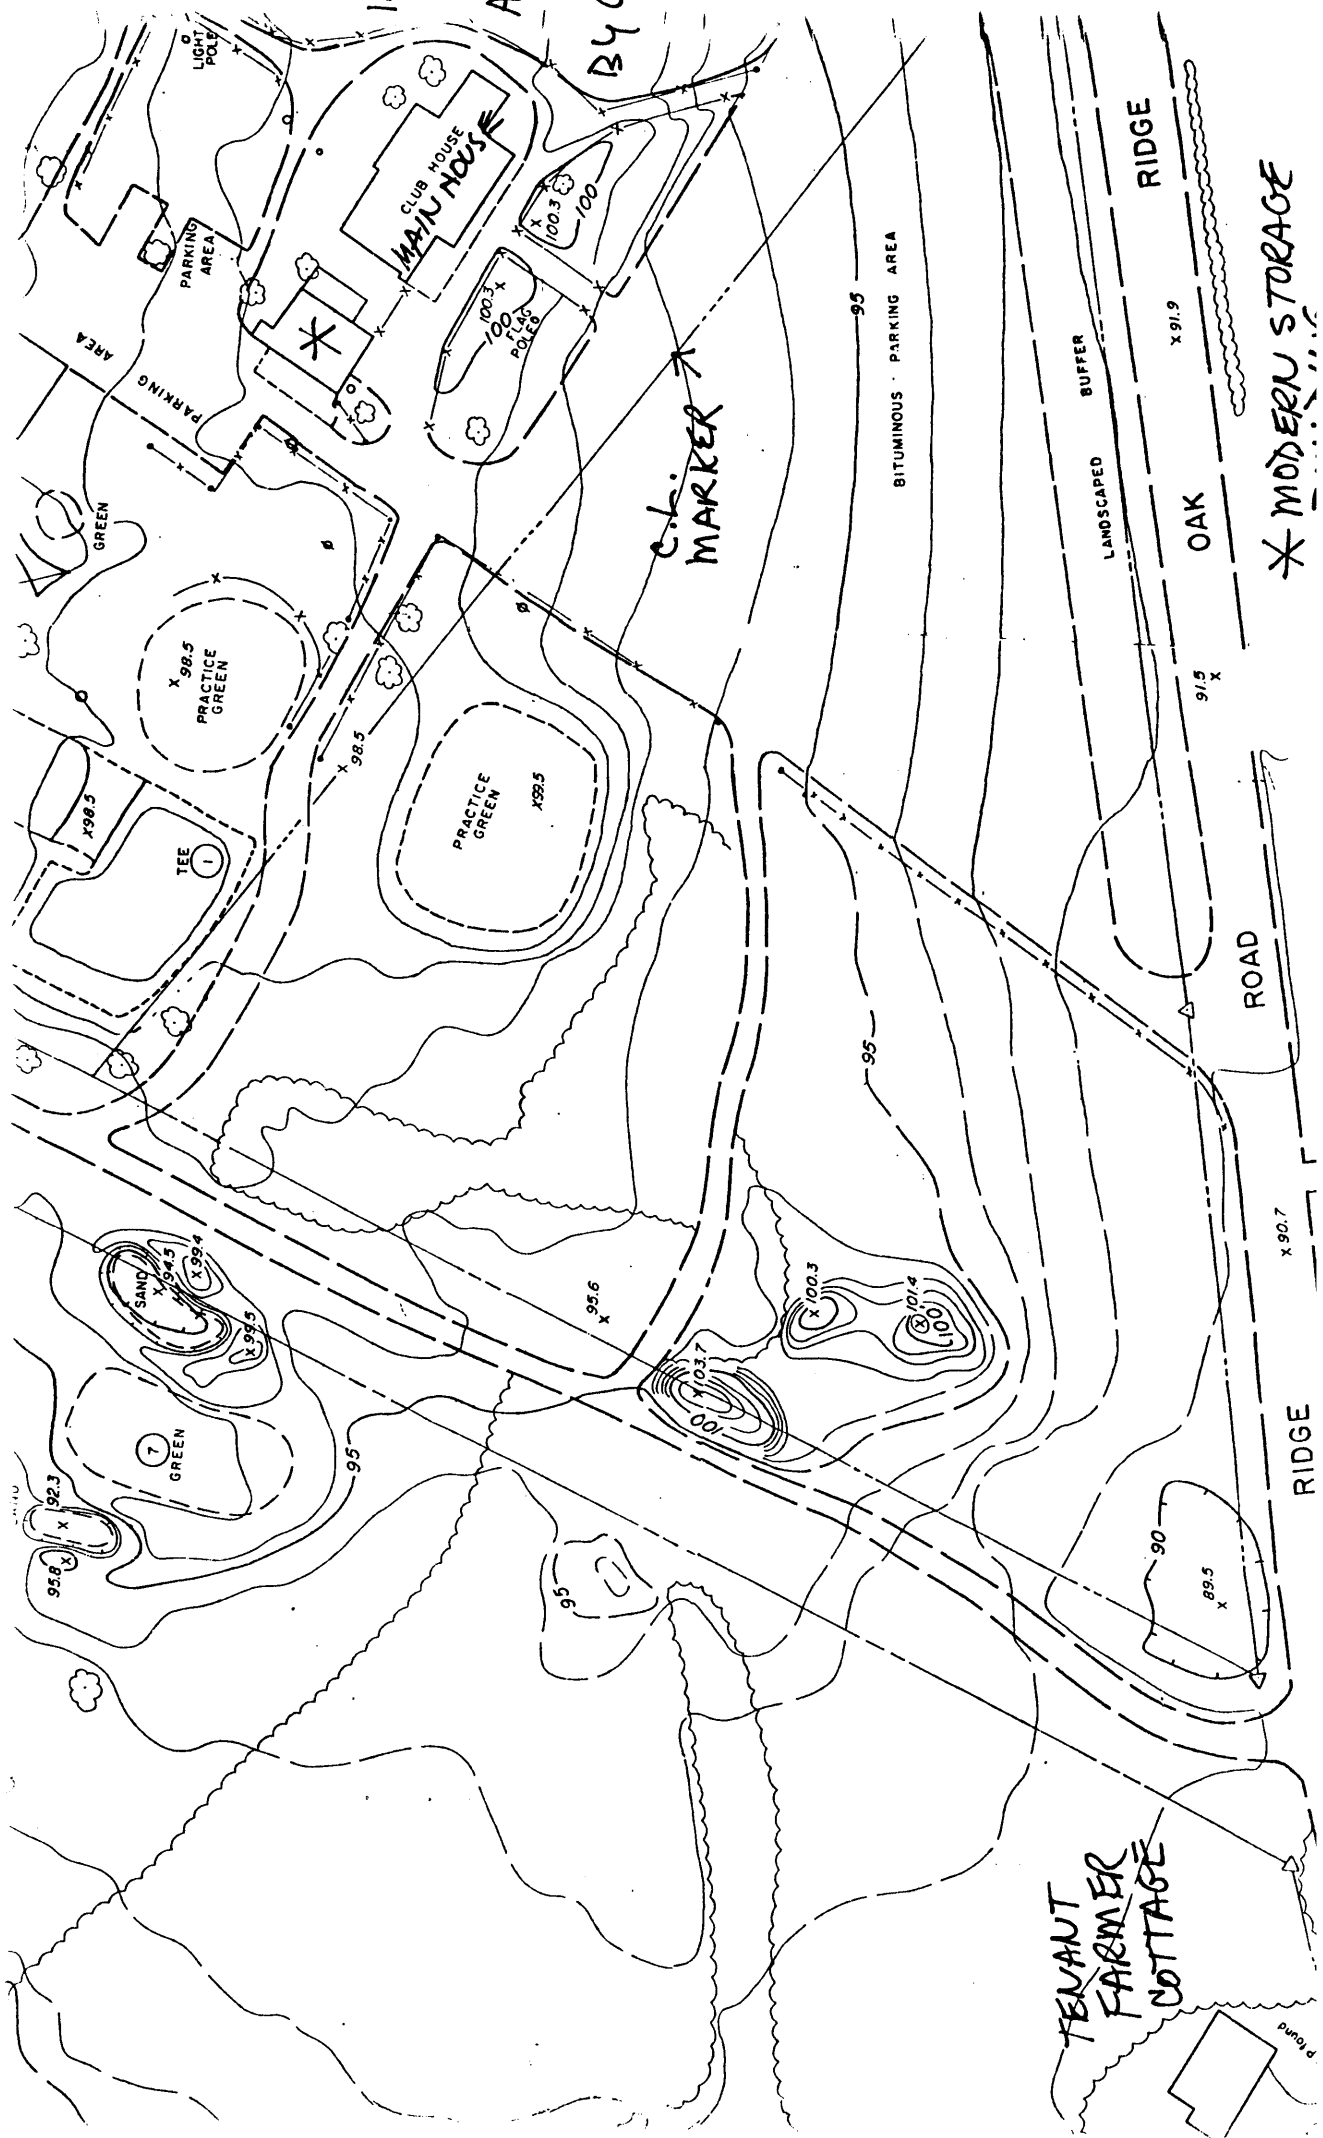 LIGHT
POLE
PARKING
AREA
CLUB HOUSE
MAIN HOUSE
BY
100.3
100
100.3
100
FLAG
POLE
PARKING AREA
*
GREEN
C.L.
MARKER
95
BITUMINOUS PARKING AREA
LANDSCAPED BUFFER
RIDGE
X 91.9
OAK
* MODERN STORAGE
X 98.5
PRACTICE
GREEN
X 98.5
PRACTICE
GREEN
X99.5
X98.5
TEE
1
91.5
X
ROAD
95
SAND
X 94.5
X 99.4
X 99.5
7
GREEN
92.3
X
95.8
X
95
95.6
X
X 103.7
100
X 100.3
X 101.4
100
X 90.7
RIDGE
95
90
89.5
X
TENANT
FARMER
COTTAGE
found